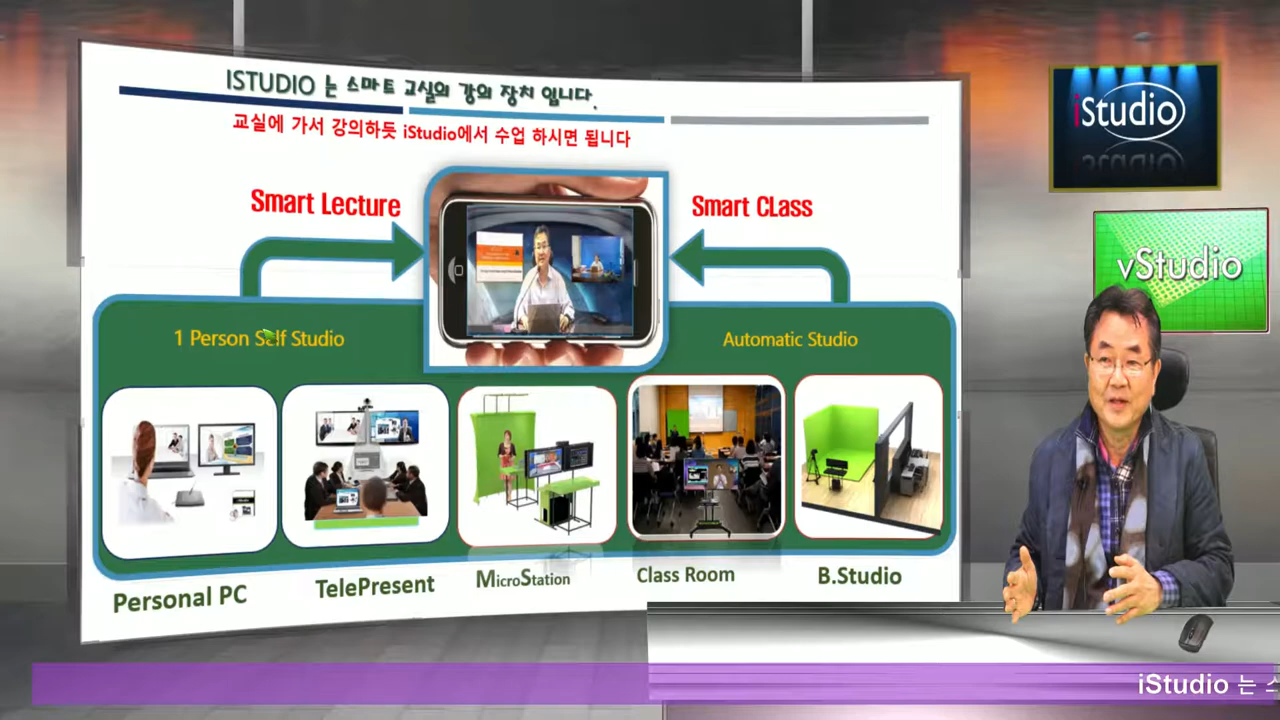 ISTUDIO 는 스마트 교실의 강의 장치 입니다.
교실에 가서 강의하듯 iStudio에서 수업 하시면 됩니다
Smart Lecture
Smart CLass
1 Person Self Studio
Automatic Studio
Personal PC
TelePresent
MicroStation
Class Room
B.Studio
iStudio
vStudio
iStudio 는